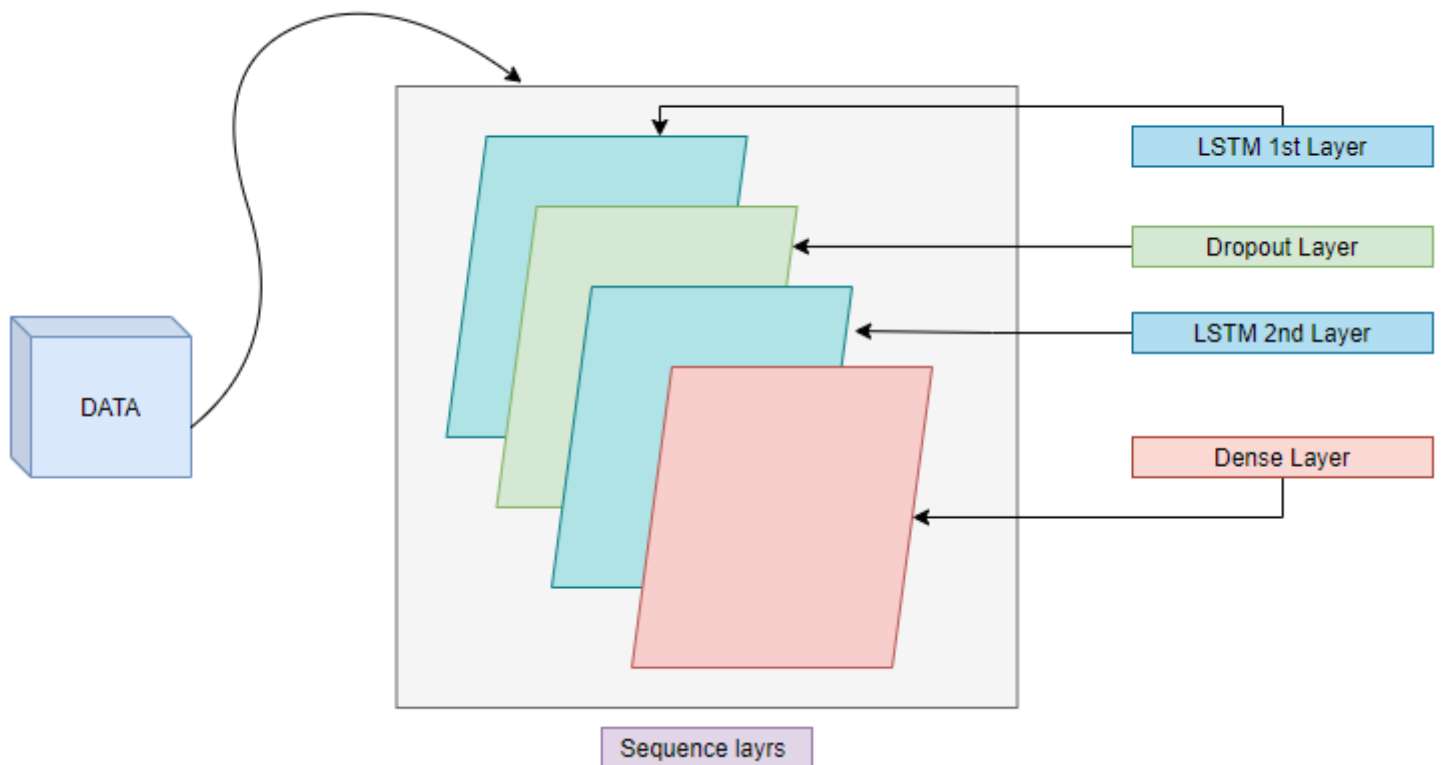 LSTM 1st Layer
Dropout Layer
LSTM 2nd Layer
DATA
Dense Layer
Sequence layrs